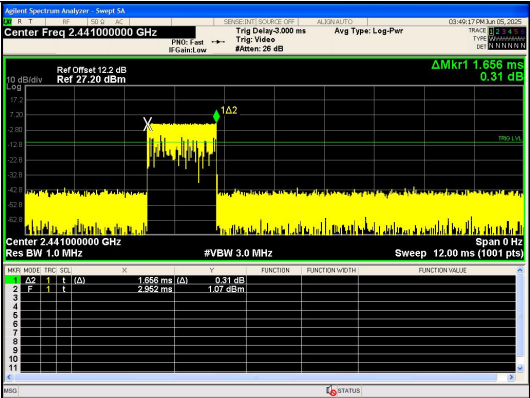 Agilent Spectrum Analyzer - Swept SA
R T RF 50 Ω AC SENSE:INT SOURCE OFF ALIGNAUTO 03:49:17 PM Jun 05, 2025
Center Freq 2.441000000 GHz
PNO: Fast
IFGain:Low
Trig Delay-3.000 ms
Trig: Video
#Atten: 26 dB
Avg Type: Log-Pwr
TRACE 1 2 3 4 5 6
TYPE
DET N N N N N N
Ref Offset 12.2 dB
Ref 27.20 dBm
10 dB/div
Log
ΔMkr1 1.656 ms
0.31 dB
17.2
7.20
-2.80
-12.8
-22.8
-32.8
-42.8
-52.8
-62.8
X
1Δ2
TRIG LVL
Center 2.441000000 GHz Span 0 Hz
Res BW 1.0 MHz #VBW 3.0 MHz Sweep 12.00 ms (1001 pts)
MKR MODE TRC SCL X Y FUNCTION FUNCTION WIDTH FUNCTION VALUE
1 Δ2 1 t (Δ) 1.656 ms (Δ) 0.31 dB
2 F 1 t 2.952 ms 1.07 dBm
3
4
5
6
7
8
9
10
11
MSG STATUS